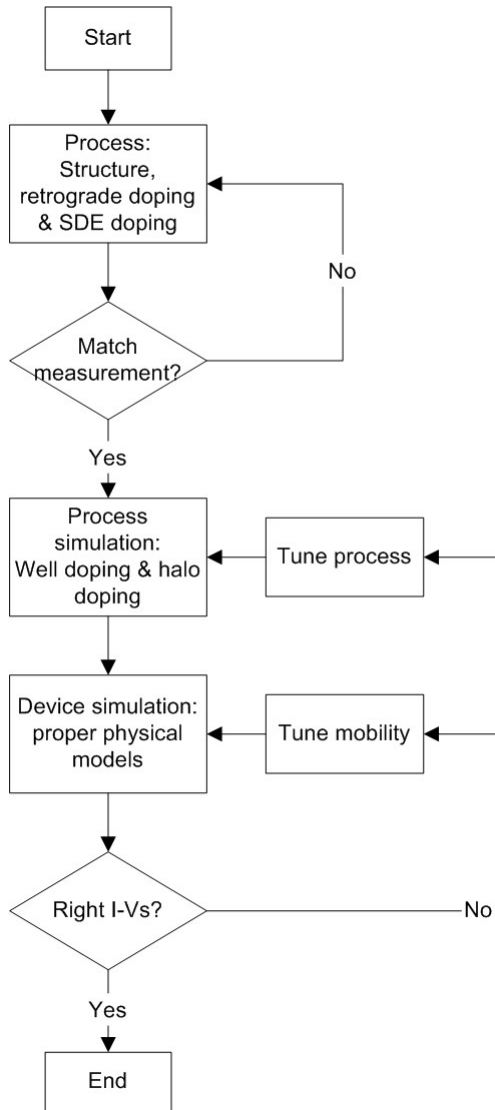 Start
Process:
Structure,
retrograde doping
& SDE doping
No
Match
measurement?
Yes
Process
simulation:
Well doping & halo
doping
Tune process
Device simulation:
proper physical
models
Tune mobility
Right I-Vs?
No
Yes
End